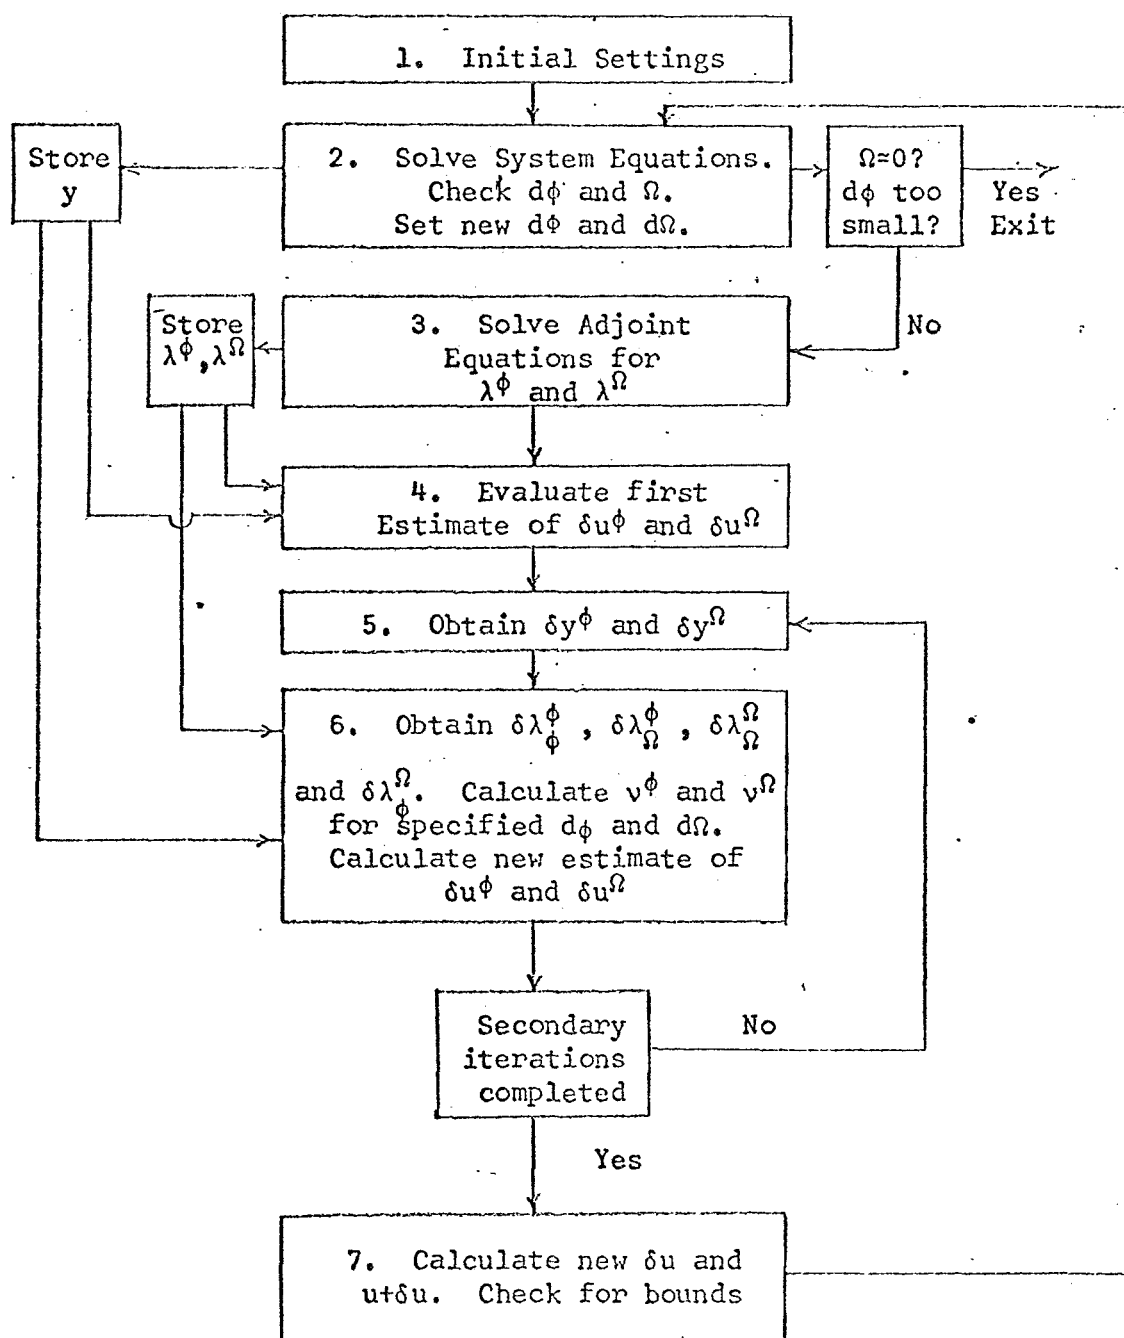 1. Initial Settings
Store
y
2. Solve System Equations.
Check dϕ and Ω.
Set new dϕ and dΩ.
Ω=0?
dϕ too
small?
Yes
Exit
No
Store
λ^ϕ,λ^Ω
3. Solve Adjoint
Equations for
λ^ϕ and λ^Ω
4. Evaluate first
Estimate of δu^ϕ and δu^Ω
5. Obtain δy^ϕ and δy^Ω
6. Obtain δλ^ϕ_ϕ , δλ^ϕ_Ω , δλ^Ω_Ω
and δλ^Ω_ϕ. Calculate ν^ϕ and ν^Ω
for specified dϕ and dΩ.
Calculate new estimate of
δu^ϕ and δu^Ω
Secondary
iterations
completed
No
Yes
7. Calculate new δu and
u+δu. Check for bounds